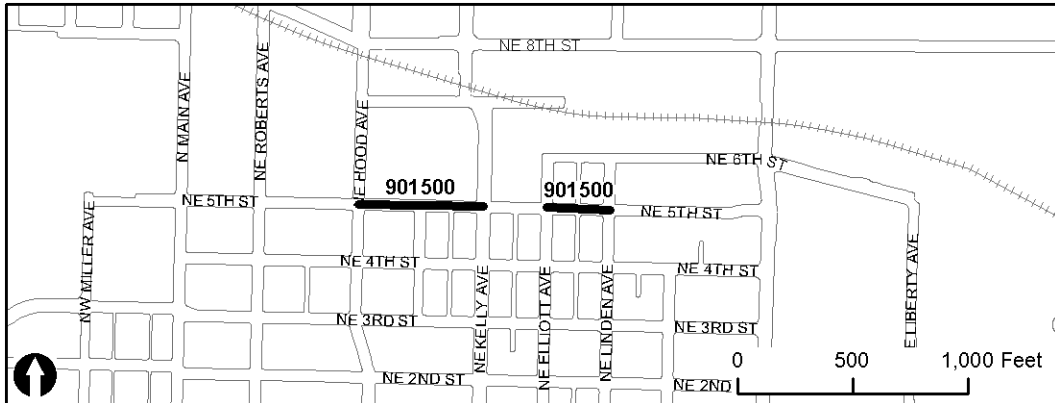 NE 8TH ST
N MAIN AVE
NE ROBERTS AVE
E HOOD AVE
901500
901500
NE 6TH ST
NE 5TH ST
NE 5TH ST
NW MILLER AVE
NE 4TH ST
NE 4TH ST
NE KELLY AVE
NE ELLIOTT AVE
NE LINDEN AVE
E LIBERTY AVE
NE 3RD ST
NE 3RD ST
NE 2ND ST
NE 2ND
0 500 1,000 Feet